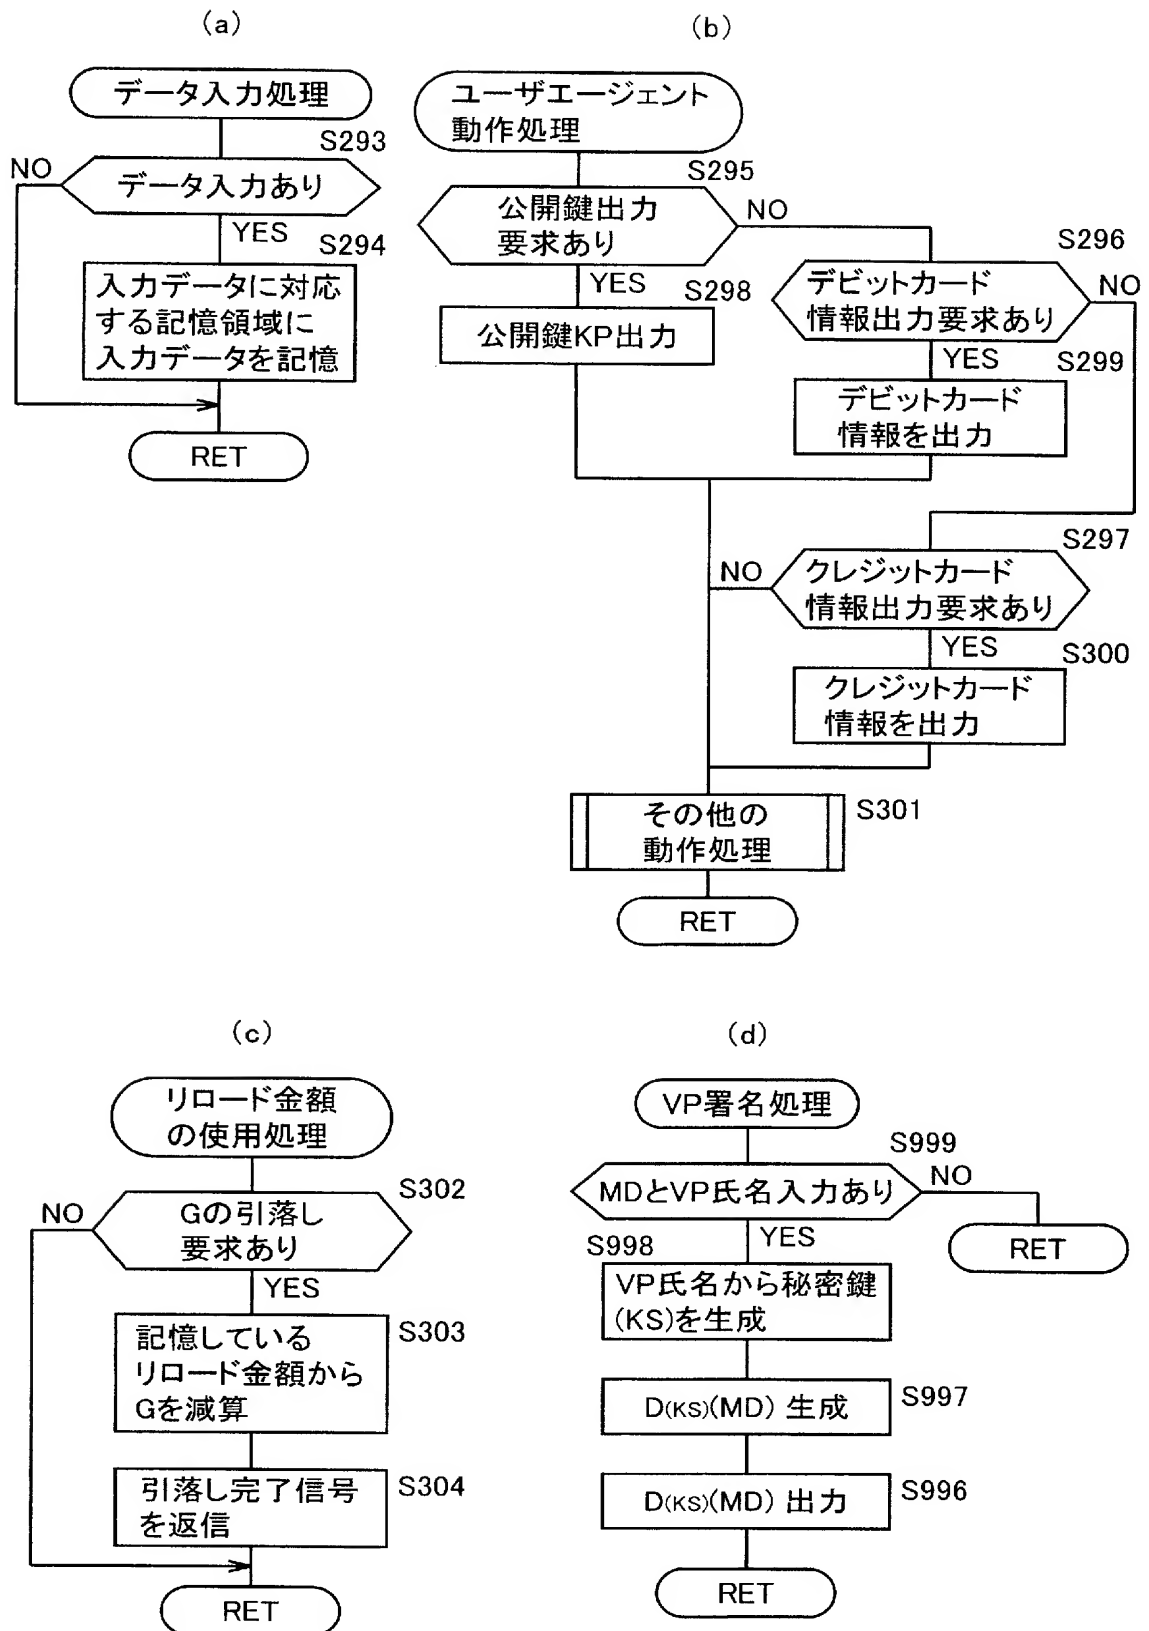 (a)
データ入力処理
S293
NO
データ入力あり
YES
S294
入力データに対応
する記憶領域に
入力データを記憶
RET
(b)
ユーザエージェント
動作処理
S295
公開鍵出力
要求あり
NO
YES
S298
公開鍵KP出力
S296
デビットカード
情報出力要求あり
NO
YES
S299
デビットカード
情報を出力
S297
NO
クレジットカード
情報出力要求あり
YES
S300
クレジットカード
情報を出力
その他の
動作処理
S301
RET
(c)
リロード金額
の使用処理
S302
NO
Gの引落し
要求あり
YES
記憶している
リロード金額から
Gを減算
S303
引落し完了信号
を返信
S304
RET
(d)
VP署名処理
S999
MDとVP氏名入力あり
NO
RET
YES
S998
VP氏名から秘密鍵
(KS)を生成
D(KS)(MD) 生成
S997
D(KS)(MD) 出力
S996
RET